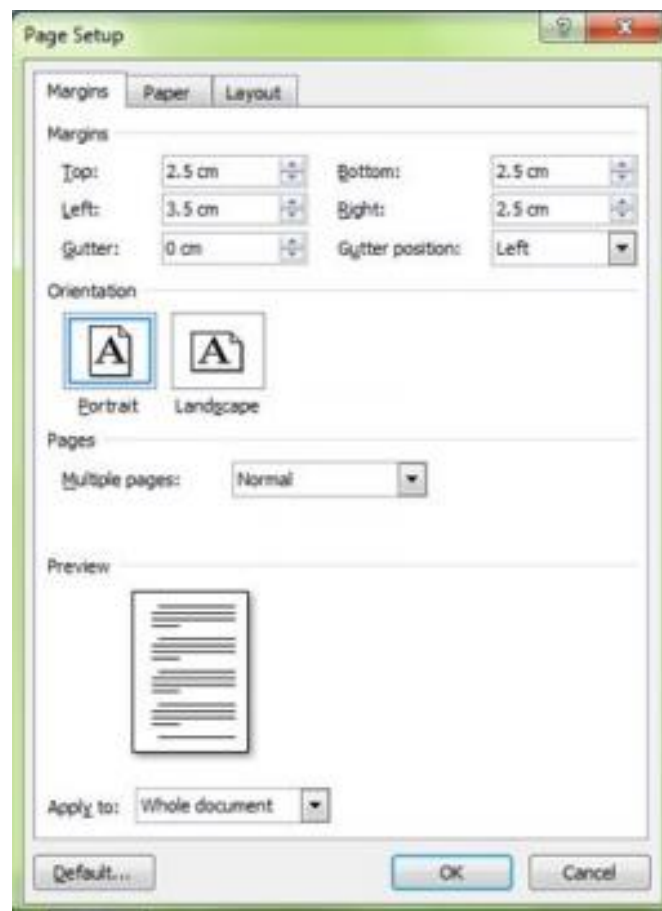 Page Setup
Margins Paper Layout
Margins
Top: 2.5 cm Bottom: 2.5 cm
Left: 3.5 cm Right: 2.5 cm
Gutter: 0 cm Gutter position: Left
Orientation
A A
Portrait Landscape
Pages
Multiple pages: Normal
Preview
Apply to: Whole document
Default... OK Cancel